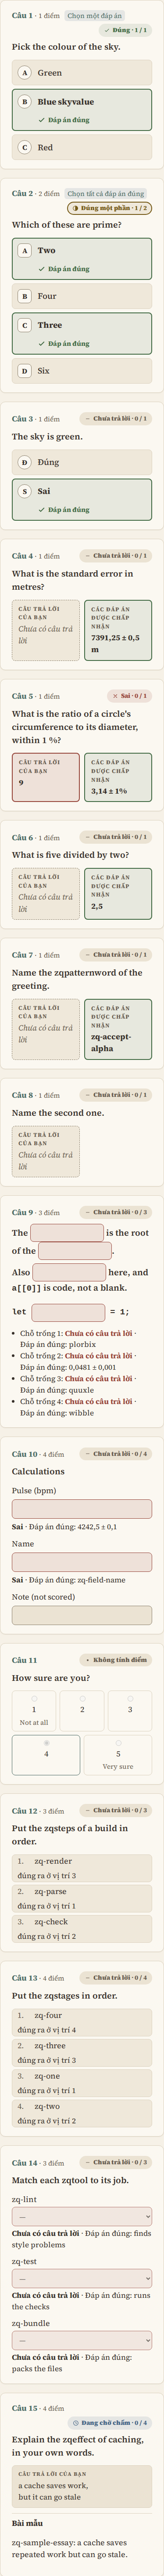 Câu 1 · 1 điểm Chọn một đáp án
✓ Đúng · 1 / 1
Pick the colour of the sky.
A Green
B Blue skyvalue
✓ Đáp án đúng
C Red
Câu 2 · 2 điểm Chọn tất cả đáp án đúng
Đúng một phần · 1 / 2
Which of these are prime?
A Two
✓ Đáp án đúng
B Four
C Three
✓ Đáp án đúng
D Six
Câu 3 · 1 điểm – Chưa trả lời · 0 / 1
The sky is green.
Đ Đúng
S Sai
✓ Đáp án đúng
Câu 4 · 1 điểm – Chưa trả lời · 0 / 1
What is the standard error in
metres?
CÂU TRẢ LỜI
CỦA BẠN
Chưa có câu trả
lời
CÁC ĐÁP ÁN
ĐƯỢC CHẤP
NHẬN
7391,25 ± 0,5
m
Câu 5 · 1 điểm × Sai · 0 / 1
What is the ratio of a circle's
circumference to its diameter,
within 1 %?
CÂU TRẢ LỜI
CỦA BẠN
9
CÁC ĐÁP ÁN
ĐƯỢC CHẤP
NHẬN
3,14 ± 1%
Câu 6 · 1 điểm – Chưa trả lời · 0 / 1
What is five divided by two?
CÂU TRẢ LỜI
CỦA BẠN
Chưa có câu trả
lời
CÁC ĐÁP ÁN
ĐƯỢC CHẤP
NHẬN
2,5
Câu 7 · 1 điểm – Chưa trả lời · 0 / 1
Name the zqpatternword of the
greeting.
CÂU TRẢ LỜI
CỦA BẠN
Chưa có câu trả
lời
CÁC ĐÁP ÁN
ĐƯỢC CHẤP
NHẬN
zq-accept-
alpha
Câu 8 · 1 điểm – Chưa trả lời · 0 / 1
Name the second one.
CÂU TRẢ LỜI
CỦA BẠN
Chưa có câu trả
lời
Câu 9 · 3 điểm – Chưa trả lời · 0 / 3
The is the root
of the .
Also here, and
a[[0]] is code, not a blank.
let = 1;
• Chỗ trống 1: Chưa có câu trả lời ·
Đáp án đúng: plorbix
• Chỗ trống 2: Chưa có câu trả lời ·
Đáp án đúng: 0,0481 ± 0,001
• Chỗ trống 3: Chưa có câu trả lời ·
Đáp án đúng: quuxle
• Chỗ trống 4: Chưa có câu trả lời ·
Đáp án đúng: wibble
Câu 10 · 4 điểm – Chưa trả lời · 0 / 4
Calculations
Pulse (bpm)
Sai · Đáp án đúng: 4242,5 ± 0,1
Name
Sai · Đáp án đúng: zq-field-name
Note (not scored)
Câu 11 • Không tính điểm
How sure are you?
1
Not at all
2
3
4
5
Very sure
Câu 12 · 3 điểm – Chưa trả lời · 0 / 3
Put the zqsteps of a build in
order.
1. zq-render
đúng ra ở vị trí 3
2. zq-parse
đúng ra ở vị trí 1
3. zq-check
đúng ra ở vị trí 2
Câu 13 · 4 điểm – Chưa trả lời · 0 / 4
Put the zqstages in order.
1. zq-four
đúng ra ở vị trí 4
2. zq-three
đúng ra ở vị trí 3
3. zq-one
đúng ra ở vị trí 1
4. zq-two
đúng ra ở vị trí 2
Câu 14 · 3 điểm – Chưa trả lời · 0 / 3
Match each zqtool to its job.
zq-lint
—
Chưa có câu trả lời · Đáp án đúng: finds
style problems
zq-test
—
Chưa có câu trả lời · Đáp án đúng: runs
the checks
zq-bundle
—
Chưa có câu trả lời · Đáp án đúng:
packs the files
Câu 15 · 4 điểm
Đang chờ chấm · 0 / 4
Explain the zqeffect of caching,
in your own words.
CÂU TRẢ LỜI CỦA BẠN
a cache saves work,
but it can go stale
Bài mẫu
zq-sample-essay: a cache saves
repeated work but can go stale.